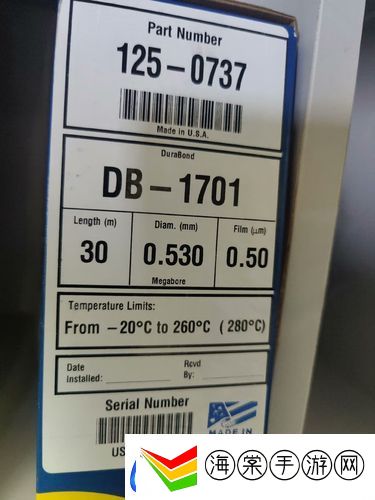 Part Number
125-0737
Made in U.S.A.
DuraBond
DB-1701
Length (m)
30
Diam. (mm)
0.530
Megabore
Film (μm)
0.50
Temperature Limits:
From -20°C to 260°C (280°C)
Date
Installed:
Rcvd
By:
Serial Number
US
MADE IN
海棠手游网